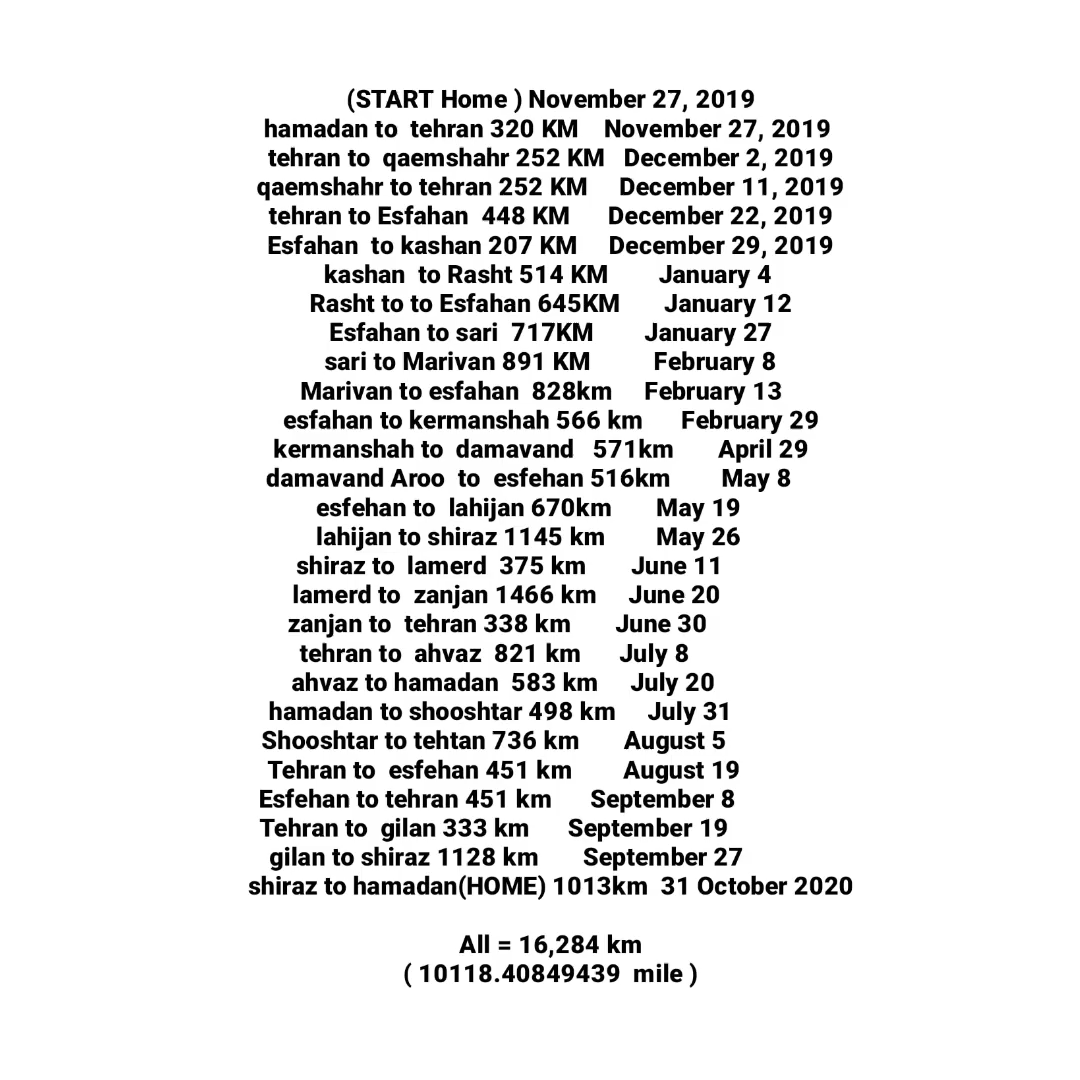 (START Home ) November 27, 2019
hamadan to tehran 320 KM November 27, 2019
tehran to qaemshahr 252 KM December 2, 2019
qaemshahr to tehran 252 KM December 11, 2019
tehran to Esfahan 448 KM December 22, 2019
Esfahan to kashan 207 KM December 29, 2019
kashan to Rasht 514 KM January 4
Rasht to to Esfahan 645KM January 12
Esfahan to sari 717KM January 27
sari to Marivan 891 KM February 8
Marivan to esfahan 828km February 13
esfahan to kermanshah 566 km February 29
kermanshah to damavand 571km April 29
damavand Aroo to esfehan 516km May 8
esfehan to lahijan 670km May 19
lahijan to shiraz 1145 km May 26
shiraz to lamerd 375 km June 11
lamerd to zanjan 1466 km June 20
zanjan to tehran 338 km June 30
tehran to ahvaz 821 km July 8
ahvaz to hamadan 583 km July 20
hamadan to shooshtar 498 km July 31
Shooshtar to tehtan 736 km August 5
Tehran to esfehan 451 km August 19
Esfehan to tehran 451 km September 8
Tehran to gilan 333 km September 19
gilan to shiraz 1128 km September 27
shiraz to hamadan(HOME) 1013km 31 October 2020
All = 16,284 km
( 10118.40849439 mile )